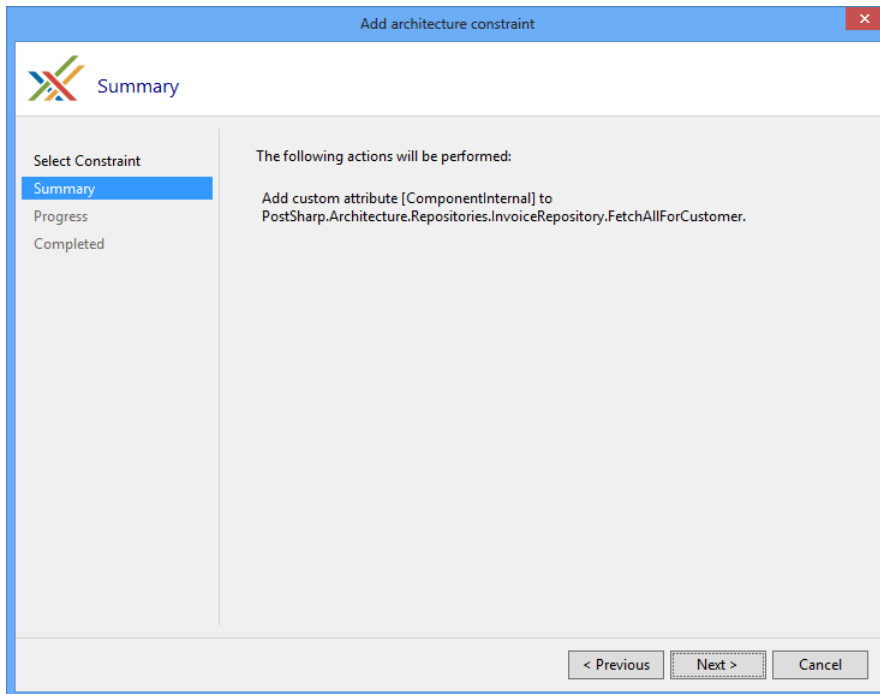 Add architecture constraint
Summary
Select Constraint
Summary
Progress
Completed
The following actions will be performed:
Add custom attribute [ComponentInternal] to
PostSharp.Architecture.Repositories.InvoiceRepository.FetchAllForCustomer.
< Previous
Next >
Cancel